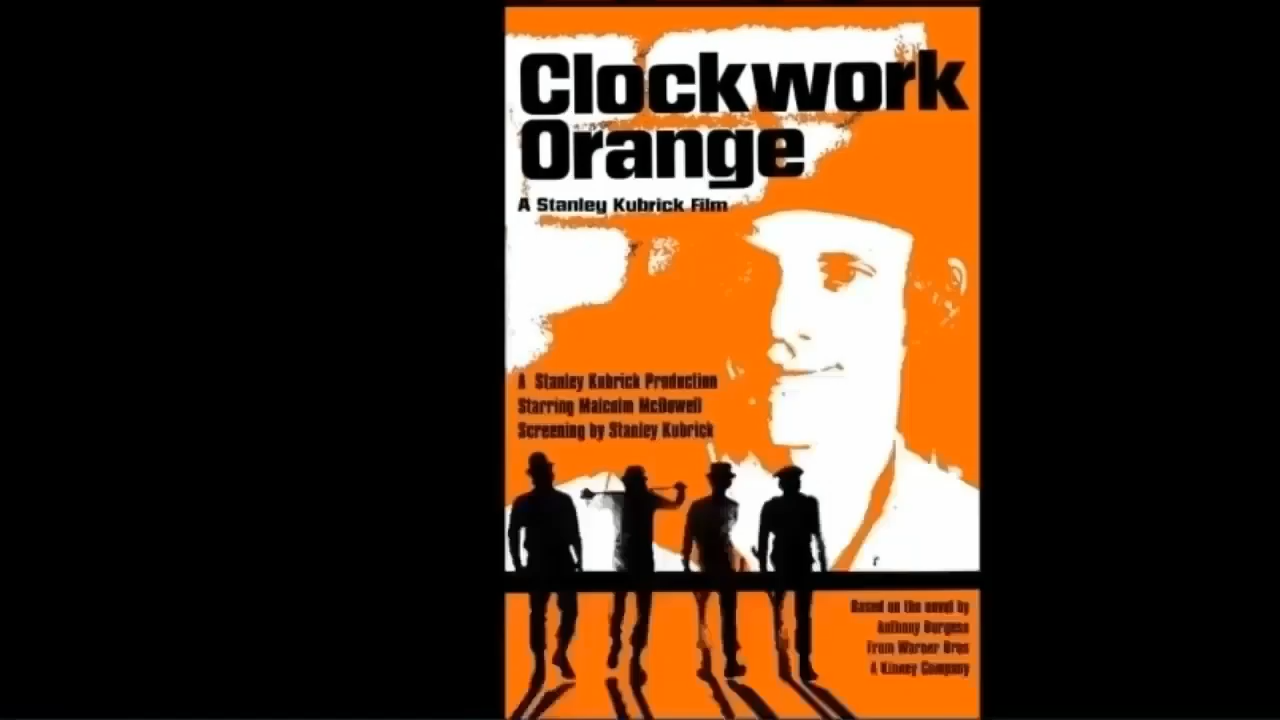 Clockwork
Orange
A Stanley Kubrick Film
A Stanley Kubrick Production
Starring Malcolm McDowell
Screening by Stanley Kubrick
Based on the novel by
Anthony Burgess
From Warner Bros
A Kinney Company